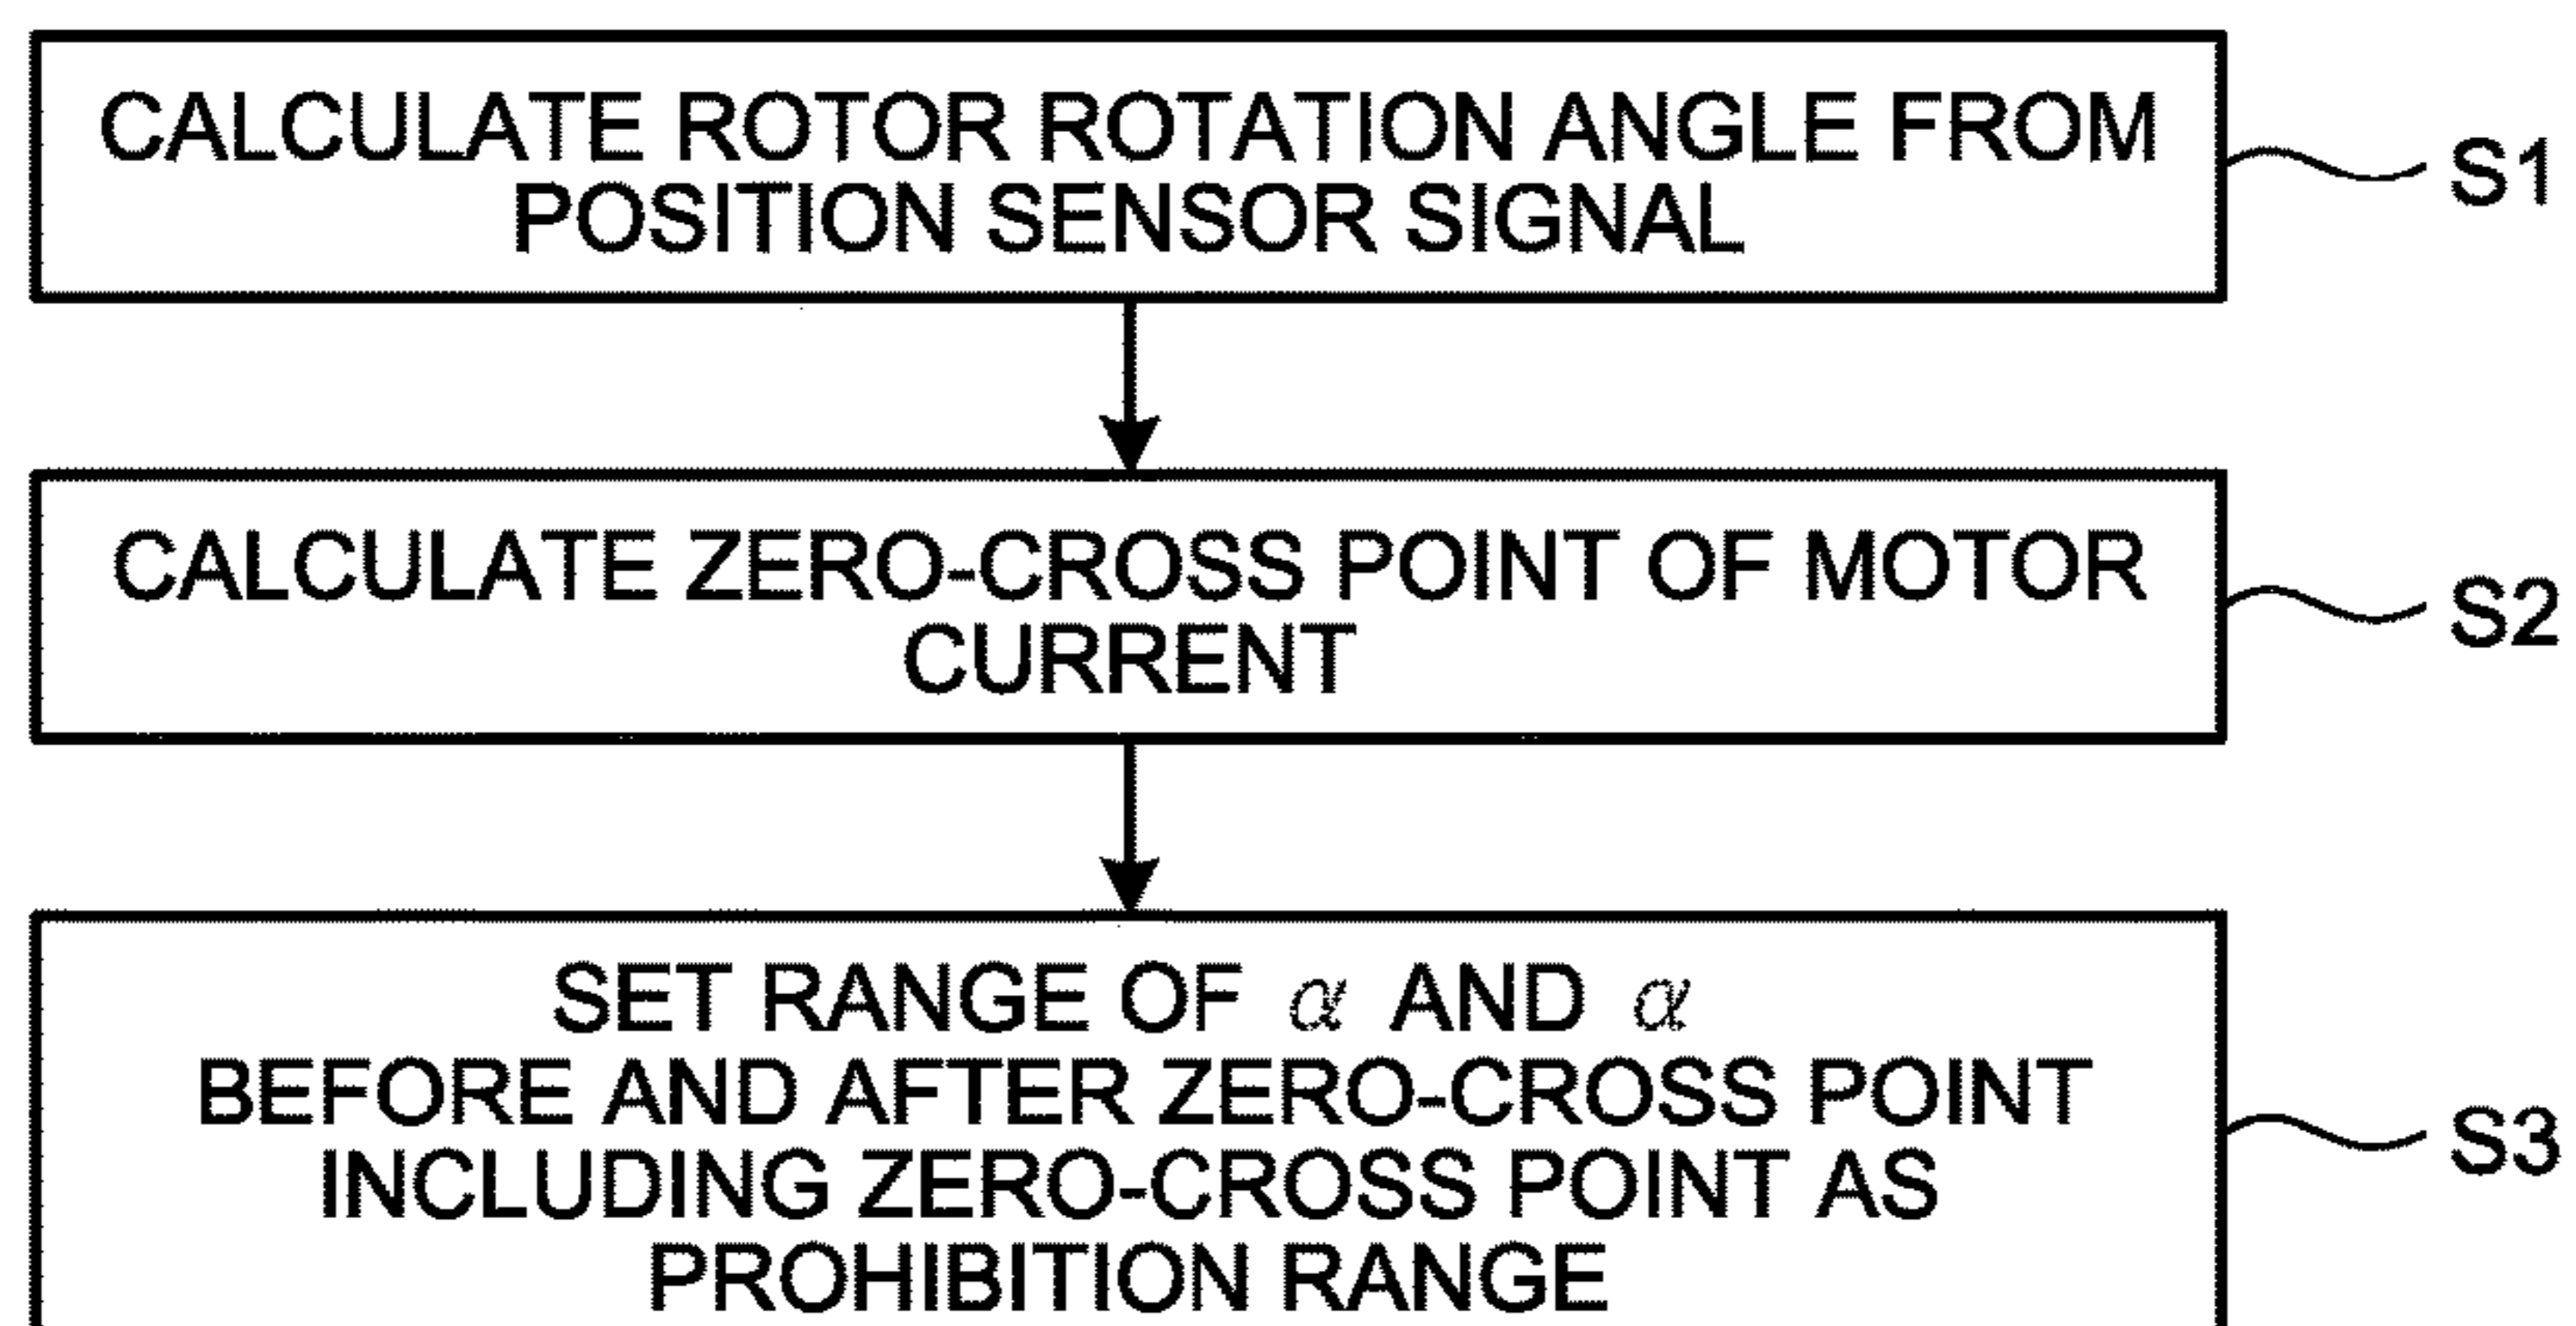 CALCULATE ROTOR ROTATION ANGLE FROM
POSITION SENSOR SIGNAL
S1
CALCULATE ZERO-CROSS POINT OF MOTOR
CURRENT
S2
SET RANGE OF α AND α
BEFORE AND AFTER ZERO-CROSS POINT
INCLUDING ZERO-CROSS POINT AS
PROHIBITION RANGE
S3